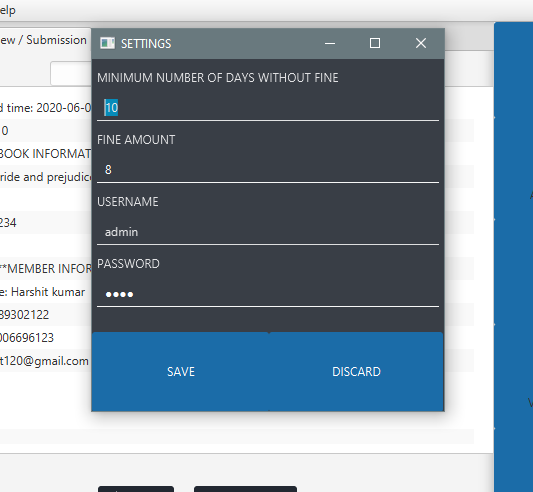 elp
ew / Submission
SETTINGS
MINIMUM NUMBER OF DAYS WITHOUT FINE
10
FINE AMOUNT
8
USERNAME
admin
PASSWORD
••••
SAVE
DISCARD
d time: 2020-06-0
0
BOOK INFORMAT
ride and prejudice
234
**MEMBER INFOR
e: Harshit kumar
89302122
006696123
t120@gmail.com